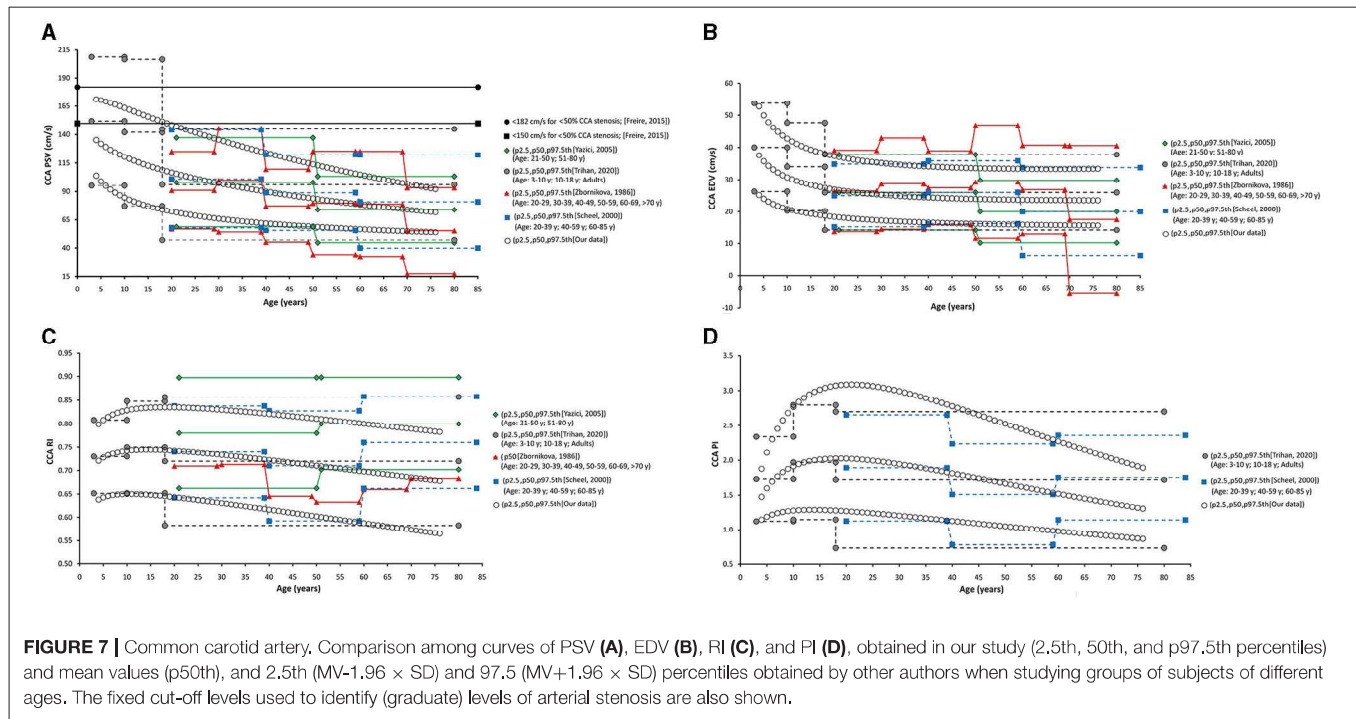 A
CCA PSV (cm/s)
215
190
165
140
115
90
65
40
15
0 5 10 15 20 25 30 35 40 45 50 55 60 65 70 75 80 85
Age (years)
<182 cm/s for <50% CCA stenosis; [Freire, 2015])
<150 cm/s for <50% CCA stenosis; [Freire, 2015])
(p2.5,p50,p97.5th[Yazici, 2005])
(Age: 21-50 y; 51-80 y)
(p2.5,p50,p97.5th[Trihan, 2020])
(Age: 3-10 y; 10-18 y; Adults)
(p2.5,p50,p97.5th[Zbornikova, 1986])
(Age: 20-29, 30-39, 40-49, 50-59, 60-69, >70 y)
(p2.5,p50,p97.5th[Scheel, 2000])
(Age: 20-39 y; 40-59 y; 60-85 y)
(p2.5,p50,p97.5th[Our data])
B
CCA EDV (cm/s)
60
50
40
30
20
10
0
-10
0 5 10 15 20 25 30 35 40 45 50 55 60 65 70 75 80 85
Age (years)
(p2.5,p50,p97.5th[Yazici, 2005])
(Age: 21-50 y; 51-80 y)
(p2.5,p50,p97.5th[Trihan, 2020])
(Age: 3-10 y; 10-18 y; Adults)
(p2.5,p50,p97.5th[Zbornikova, 1986])
(Age: 20-29, 30-39, 40-49, 50-59, 60-69, >70 y)
(p2.5,p50,p97.5th[Scheel, 2000])
(Age: 20-39 y; 40-59 y; 60-85 y)
(p2.5,p50,p97.5th[Our data])
C
CCA RI
0.95
0.90
0.85
0.80
0.75
0.70
0.65
0.60
0.55
0.50
0 5 10 15 20 25 30 35 40 45 50 55 60 65 70 75 80 85
Age (years)
(p2.5,p50,p97.5th[Yazici, 2005])
(Age: 21-50 y; 51-80 y)
(p2.5,p50,p97.5th[Trihan, 2020])
(Age: 3-10 y; 10-18 y; Adults)
(p50[Zbornikova, 1986])
(Age: 20-29, 30-39, 40-49, 50-59, 60-69, >70 y)
(p2.5,p50,p97.5th[Scheel, 2000])
(Age: 20-39 y; 40-59 y; 60-85 y)
(p2.5,p50,p97.5th[Our data])
D
CCA PI
3.5
3.0
2.5
2.0
1.5
1.0
0.5
0 5 10 15 20 25 30 35 40 45 50 55 60 65 70 75 80 85
Age (years)
(p2.5,p50,p97.5th[Trihan, 2020])
(Age: 3-10 y; 10-18 y; Adults)
(p2.5,p50,p97.5th[Scheel, 2000])
(Age: 20-39 y; 40-59 y; 60-85 y)
(p2.5,p50,p97.5th[Our data])
FIGURE 7 | Common carotid artery. Comparison among curves of PSV (A), EDV (B), RI (C), and PI (D), obtained in our study (2.5th, 50th, and p97.5th percentiles)
and mean values (p50th), and 2.5th (MV-1.96 × SD) and 97.5 (MV+1.96 × SD) percentiles obtained by other authors when studying groups of subjects of different
ages. The fixed cut-off levels used to identify (graduate) levels of arterial stenosis are also shown.